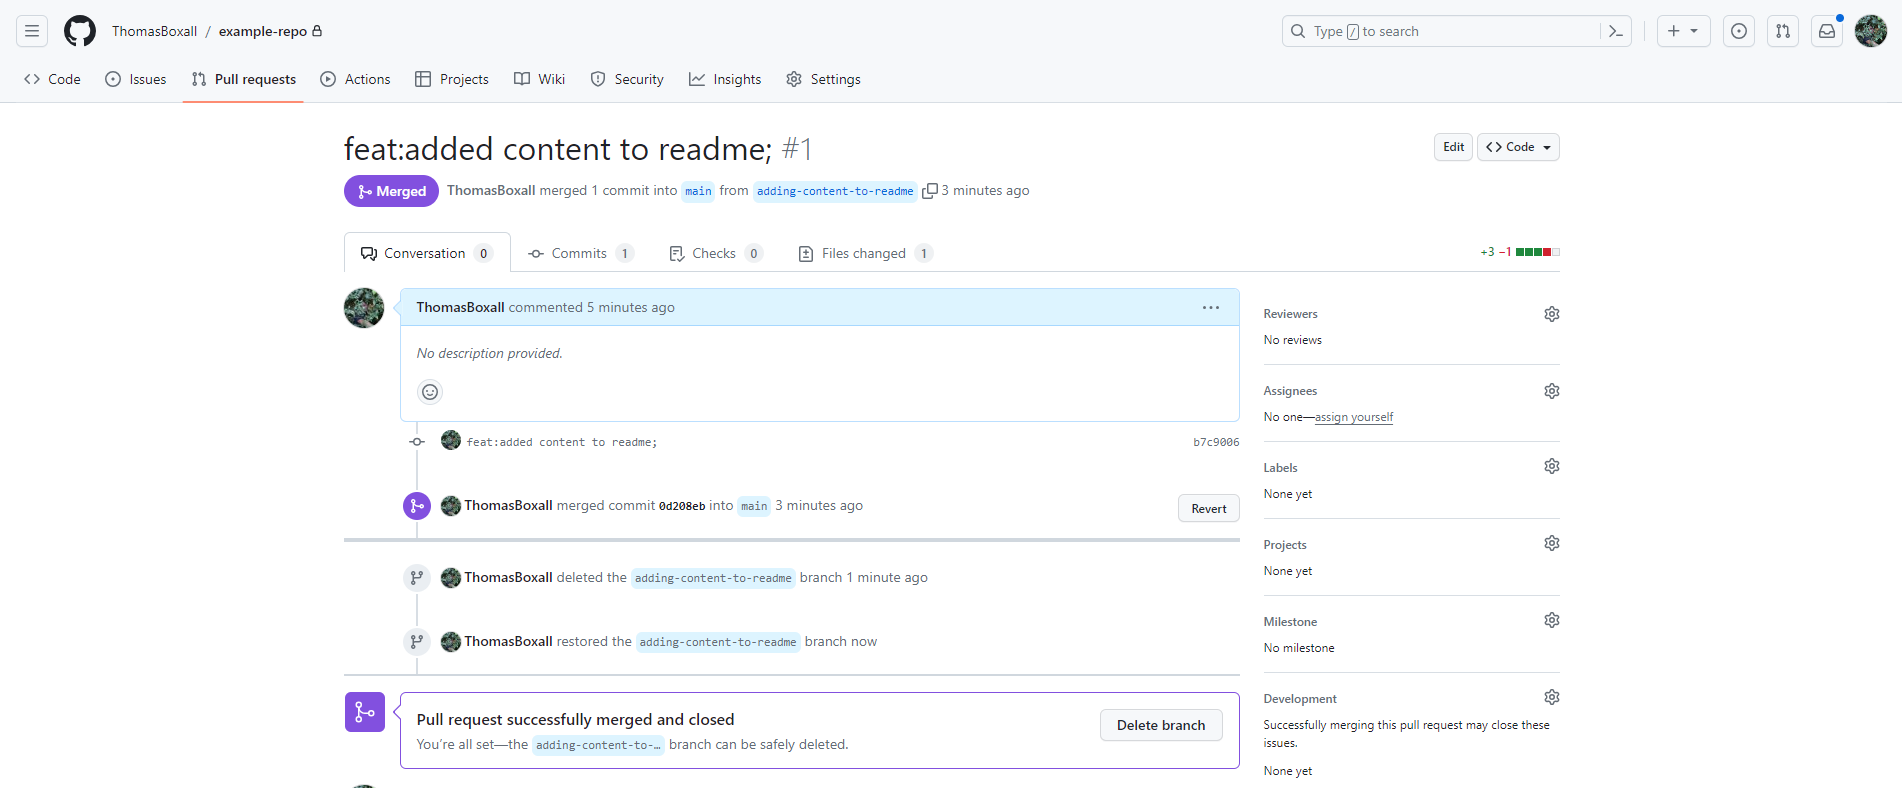 ThomasBoxall / example-repo
Type / to search
Code Issues Pull requests Actions Projects Wiki Security Insights Settings
feat:added content to readme; #1
Edit
Code
Merged ThomasBoxall merged 1 commit into main from adding-content-to-readme 3 minutes ago
Conversation 0 Commits 1 Checks 0 Files changed 1
+3 −1
ThomasBoxall commented 5 minutes ago
No description provided.
feat:added content to readme; b7c9006
ThomasBoxall merged commit 0d208eb into main 3 minutes ago
Revert
ThomasBoxall deleted the adding-content-to-readme branch 1 minute ago
ThomasBoxall restored the adding-content-to-readme branch now
Pull request successfully merged and closed
You're all set—the adding-content-to-… branch can be safely deleted.
Delete branch
Reviewers
No reviews
Assignees
No one—assign yourself
Labels
None yet
Projects
None yet
Milestone
No milestone
Development
Successfully merging this pull request may close these
issues.
None yet